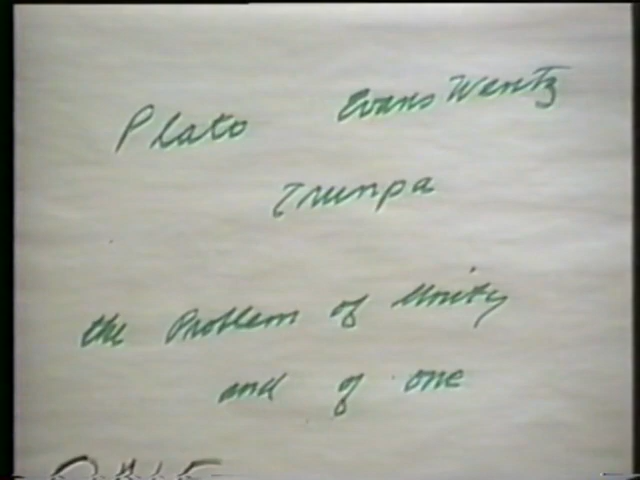 Plato Evans Wentz
Trunpa
the Problem of Unity
and of one